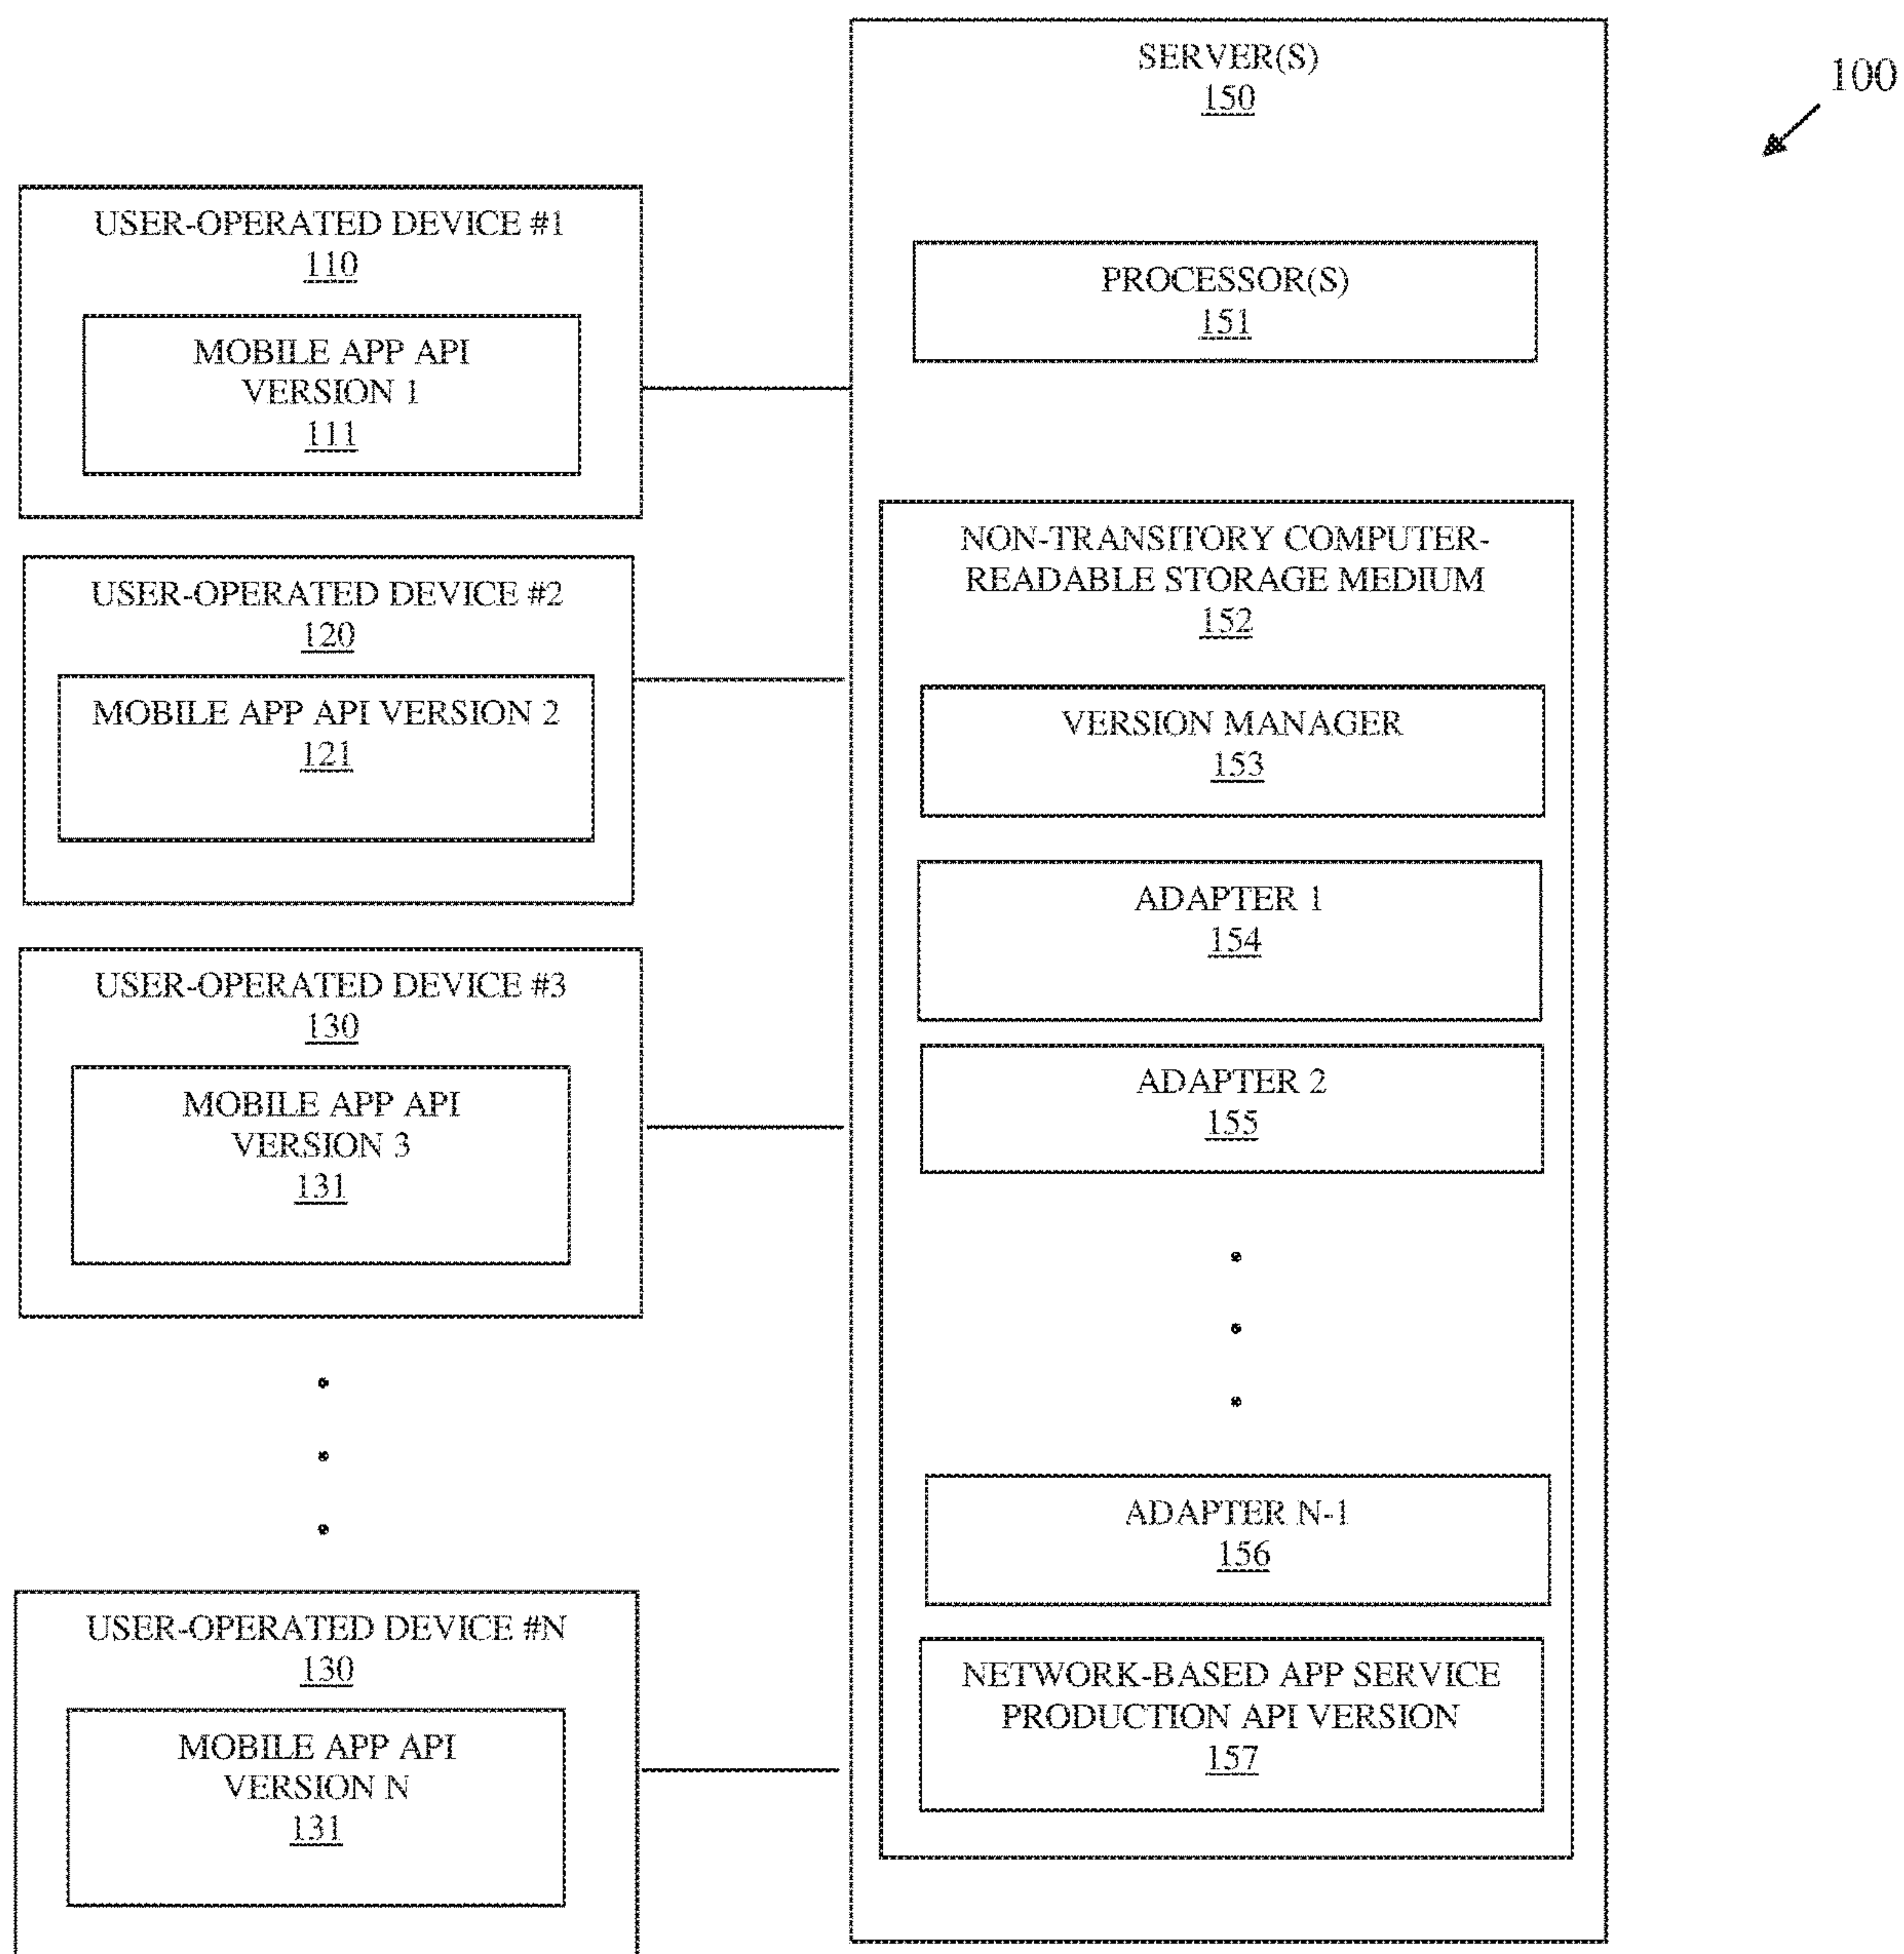 100
USER-OPERATED DEVICE #1
110
MOBILE APP API
VERSION 1
111
USER-OPERATED DEVICE #2
120
MOBILE APP API VERSION 2
121
USER-OPERATED DEVICE #3
130
MOBILE APP API
VERSION 3
131
USER-OPERATED DEVICE #N
130
MOBILE APP API
VERSION N
131
SERVER(S)
150
PROCESSOR(S)
151
NON-TRANSITORY COMPUTER-
READABLE STORAGE MEDIUM
152
VERSION MANAGER
153
ADAPTER 1
154
ADAPTER 2
155
ADAPTER N-1
156
NETWORK-BASED APP SERVICE
PRODUCTION API VERSION
157